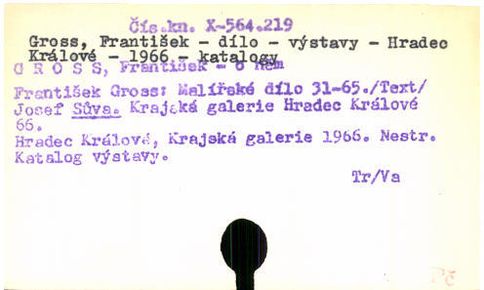 Čís.kn. X-564.219
Gross, František - dílo - výstavy - Hradec
Králové - 1966 - katalogy
G R O S S, František - o něm
František Gross: Malířské dílo 31-65./Text/
Josef Sůva. Krajská galerie Hradec Králové
66.
Hradec Králové, Krajská galerie 1966. Nestr.
Katalog výstavy.
Tr/Va